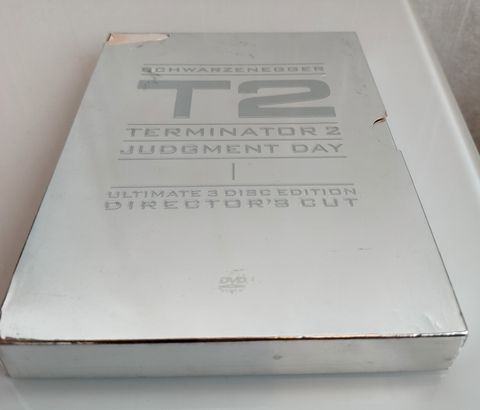 SCHWARZENEGGER
T2
TERMINATOR 2
JUDGMENT DAY
ULTIMATE 3 DISC EDITION
DIRECTOR'S CUT
DVD